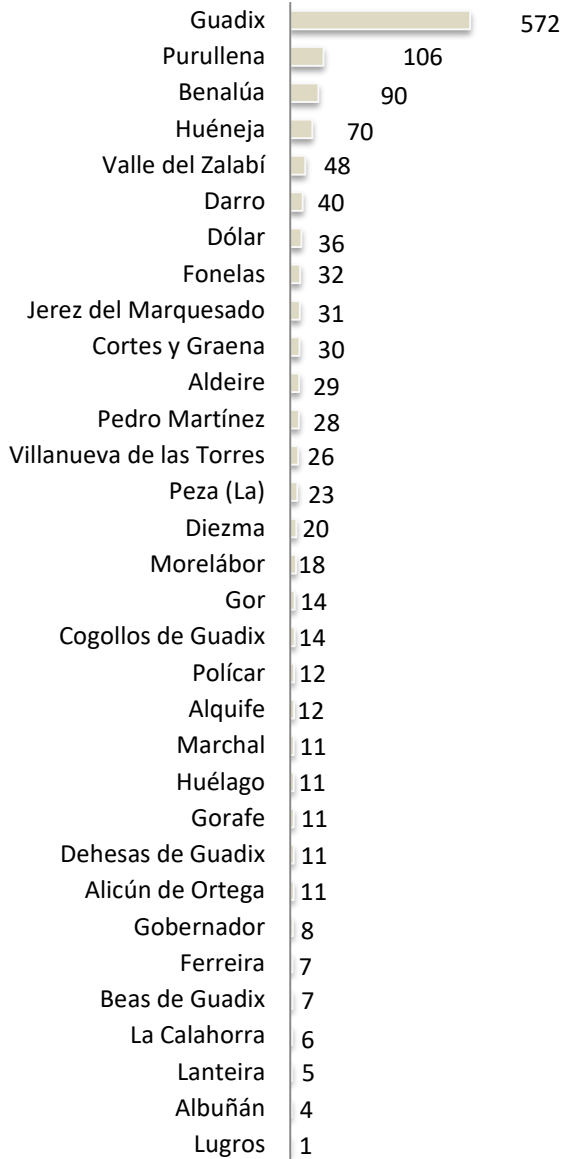 Guadix 572
Purullena 106
Benalúa 90
Huéneja 70
Valle del Zalabí 48
Darro 40
Dólar 36
Fonelas 32
Jerez del Marquesado 31
Cortes y Graena 30
Aldeire 29
Pedro Martínez 28
Villanueva de las Torres 26
Peza (La) 23
Diezma 20
Morelábor 18
Gor 14
Cogollos de Guadix 14
Polícar 12
Alquife 12
Marchal 11
Huélago 11
Gorafe 11
Dehesas de Guadix 11
Alicún de Ortega 11
Gobernador 8
Ferreira 7
Beas de Guadix 7
La Calahorra 6
Lanteira 5
Albuñán 4
Lugros 1